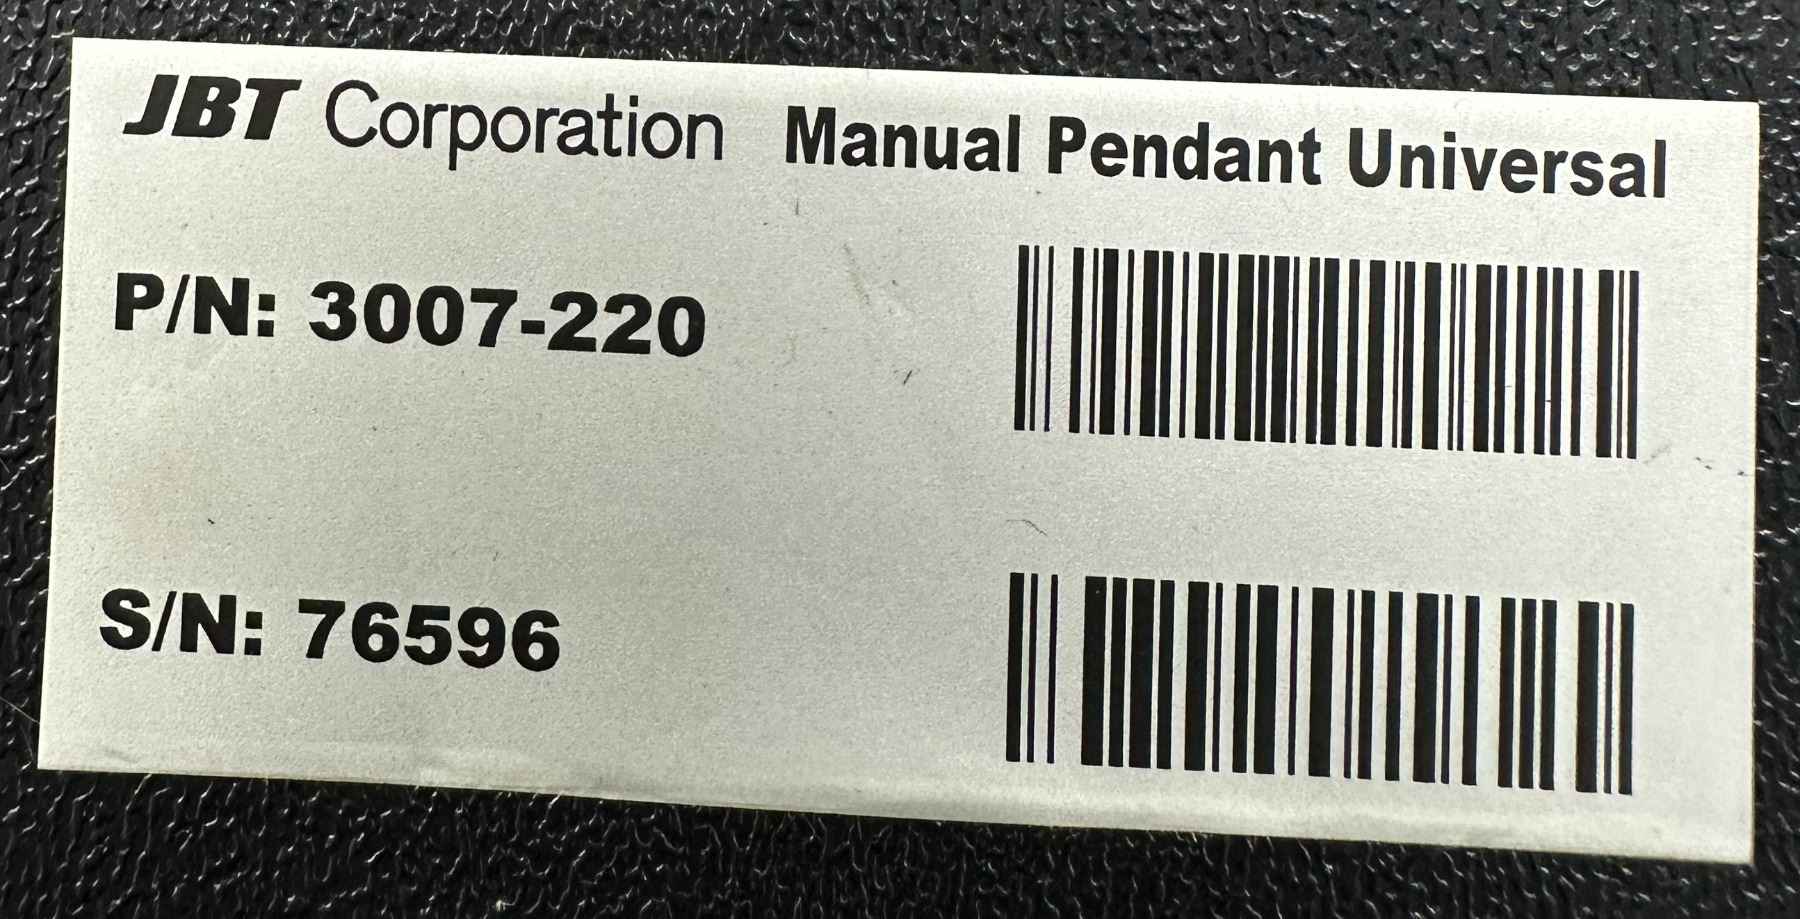 JBT Corporation Manual Pendant Universal
P/N: 3007-220
S/N: 76596